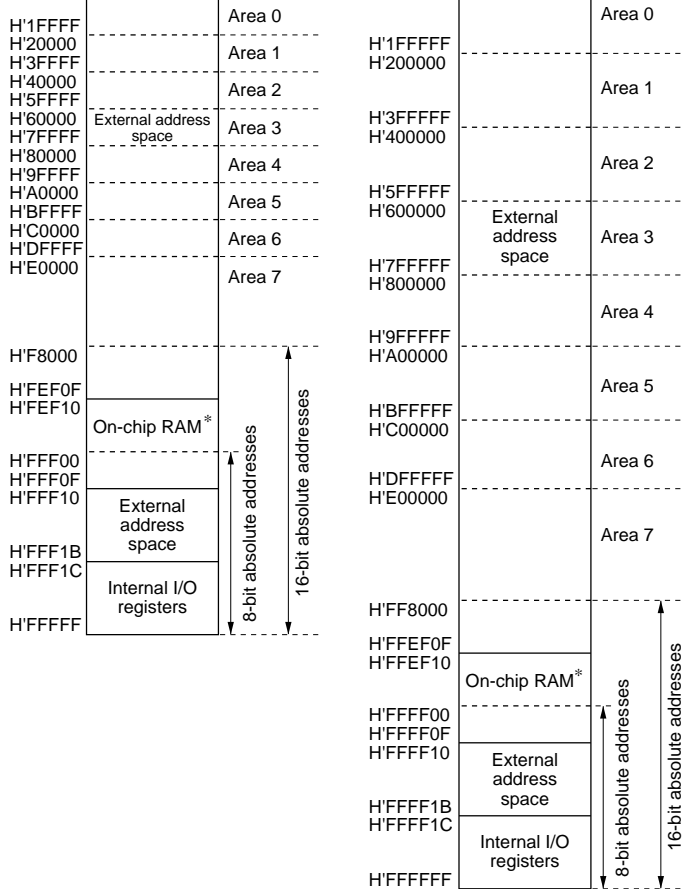 Area 0
H'1FFFF
H'20000
Area 1
H'3FFFF
H'40000
Area 2
H'5FFFF
H'60000
External address
space
Area 3
H'7FFFF
H'80000
Area 4
H'9FFFF
H'A0000
Area 5
H'BFFFF
H'C0000
Area 6
H'DFFFF
H'E0000
Area 7
H'F8000
H'FEF0F
H'FEF10
On-chip RAM*
H'FFF00
H'FFF0F
H'FFF10
External
address
space
H'FFF1B
H'FFF1C
Internal I/O
registers
H'FFFFF
8-bit absolute addresses
16-bit absolute addresses
Area 0
H'1FFFFF
H'200000
Area 1
H'3FFFFF
H'400000
Area 2
H'5FFFFF
H'600000
External
address
space
Area 3
H'7FFFFF
H'800000
Area 4
H'9FFFFF
H'A00000
Area 5
H'BFFFFF
H'C00000
Area 6
H'DFFFFF
H'E00000
Area 7
H'FF8000
H'FFEF0F
H'FFEF10
On-chip RAM*
H'FFFF00
H'FFFF0F
H'FFFF10
External
address
space
H'FFFF1B
H'FFFF1C
Internal I/O
registers
H'FFFFFF
8-bit absolute addresses
16-bit absolute addresses